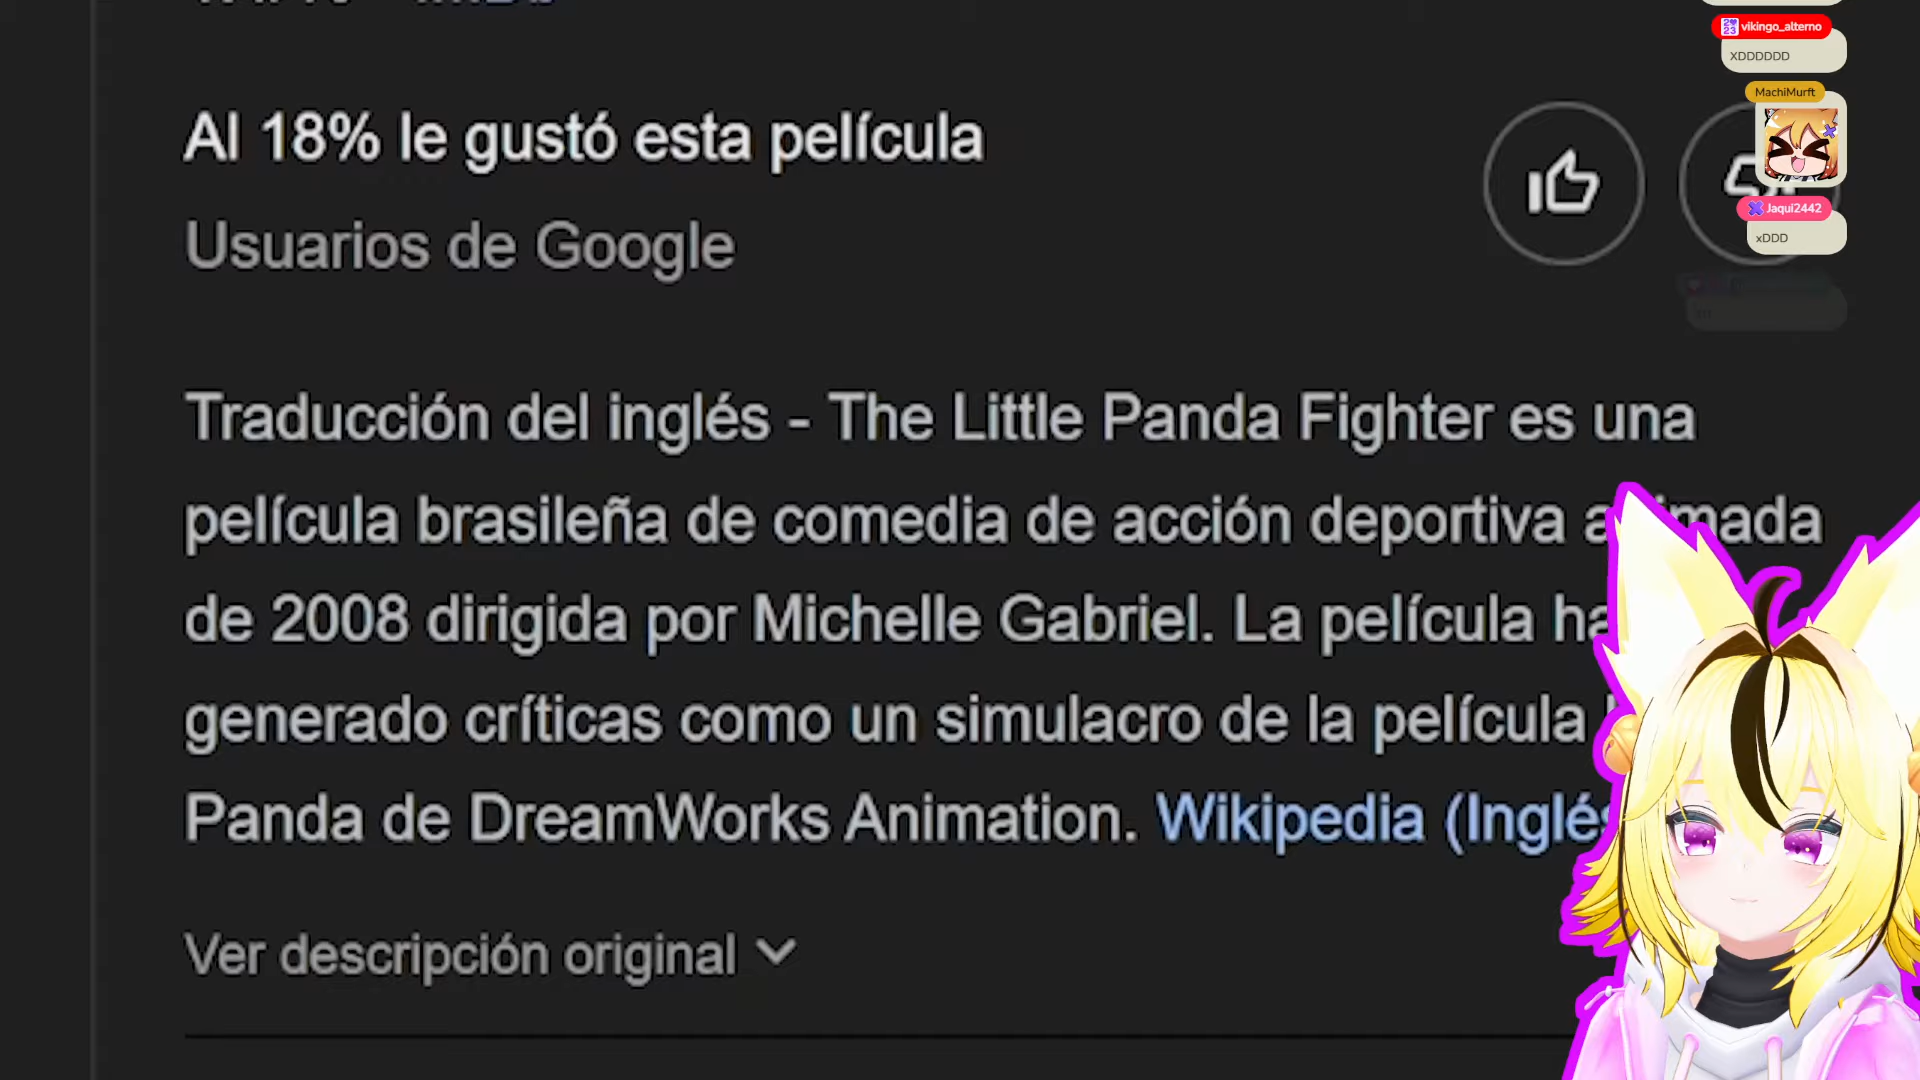 vikingo_alterno
XDDDDDD
MachiMurft
Al 18% le gustó esta película
Usuarios de Google
Jaqui2442
xDDD
Traducción del inglés - The Little Panda Fighter es una
película brasileña de comedia de acción deportiva
de 2008 dirigida por Michelle Gabriel. La película
generado críticas como un simulacro de la película
Panda de DreamWorks Animation. Wikipedia (Inglés
Ver descripción original